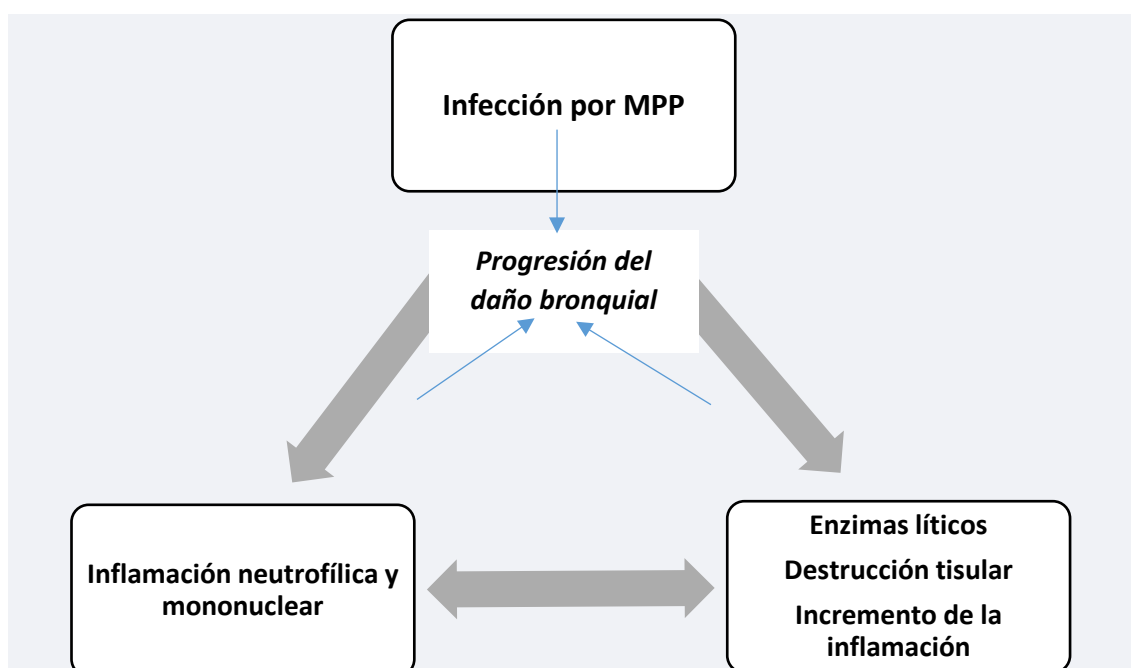 Infección por MPP
Progresión del
daño bronquial
Inflamación neutrofílica y
mononuclear
Enzimas líticos
Destrucción tisular
Incremento de la
inflamación